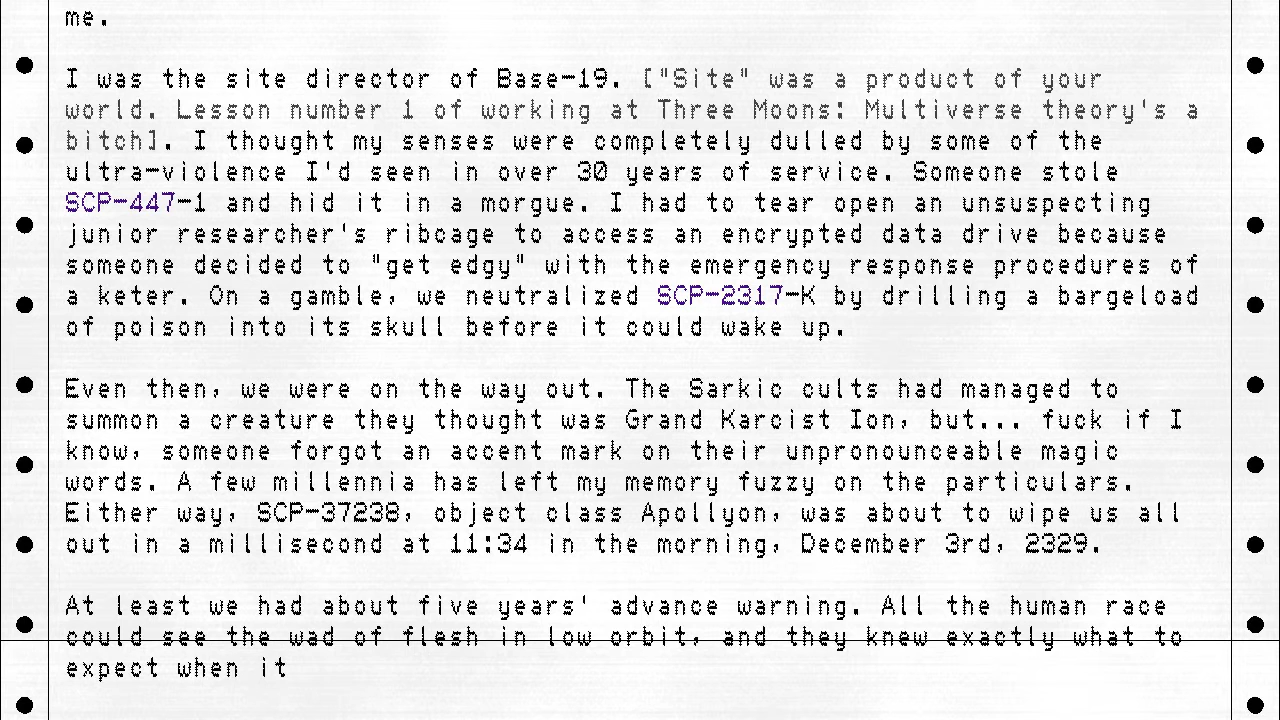 me.
I was the site director of Base-19. ["Site" was a product of your
world. Lesson number 1 of working at Three Moons: Multiverse theory's a
bitch]. I thought my senses were completely dulled by some of the
ultra-violence I'd seen in over 30 years of service. Someone stole
SCP-447-1 and hid it in a morgue. I had to tear open an unsuspecting
junior researcher's ribcage to access an encrypted data drive because
someone decided to "get edgy" with the emergency response procedures of
a keter. On a gamble, we neutralized SCP-2317-K by drilling a bargeload
of poison into its skull before it could wake up.
Even then, we were on the way out. The Sarkic cults had managed to
summon a creature they thought was Grand Karcist Ion, but... fuck if I
know, someone forgot an accent mark on their unpronounceable magic
words. A few millennia has left my memory fuzzy on the particulars.
Either way, SCP-37238, object class Apollyon, was about to wipe us all
out in a millisecond at 11:34 in the morning, December 3rd, 2329.
At least we had about five years' advance warning. All the human race
could see the wad of flesh in low orbit, and they knew exactly what to
expect when it